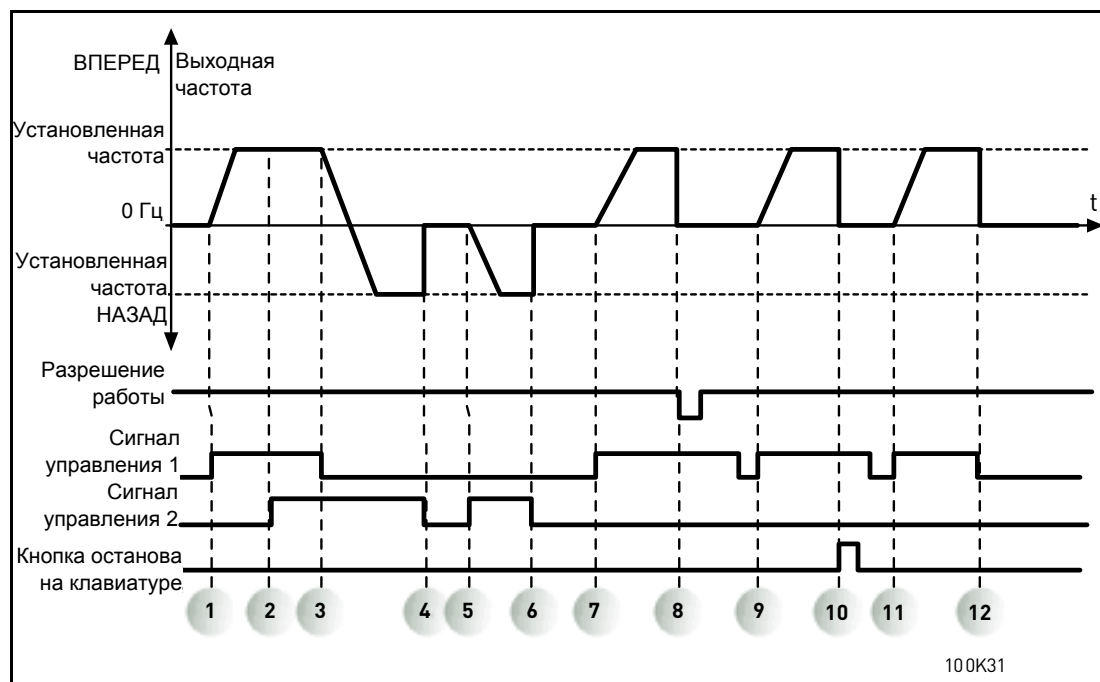 ВПЕРЕД
Выходная
частота
Установленная
частота
0 Гц
t
Установленная
частота
НАЗАД
Разрешение
работы
Сигнал
управления 1
Сигнал
управления 2
Кнопка останова
на клавиатуре
1 2 3 4 5 6 7 8 9 10 11 12
100K31